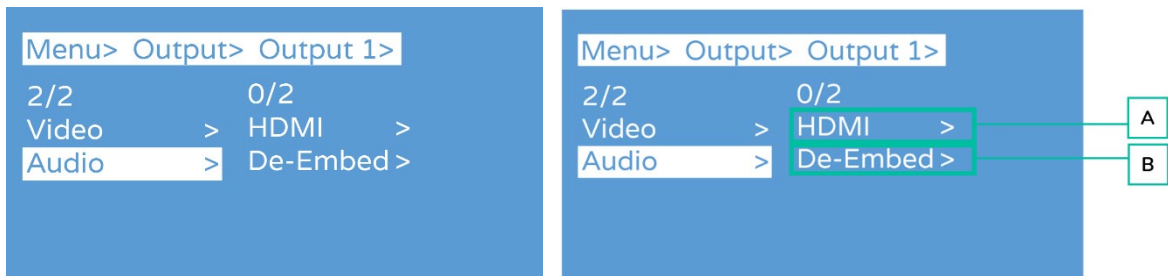 Menu> Output> Output 1>
2/2 0/2
Video > HDMI >
Audio > De-Embed >
Menu> Output> Output 1>
2/2 0/2
Video > HDMI >
Audio > De-Embed >
A
B